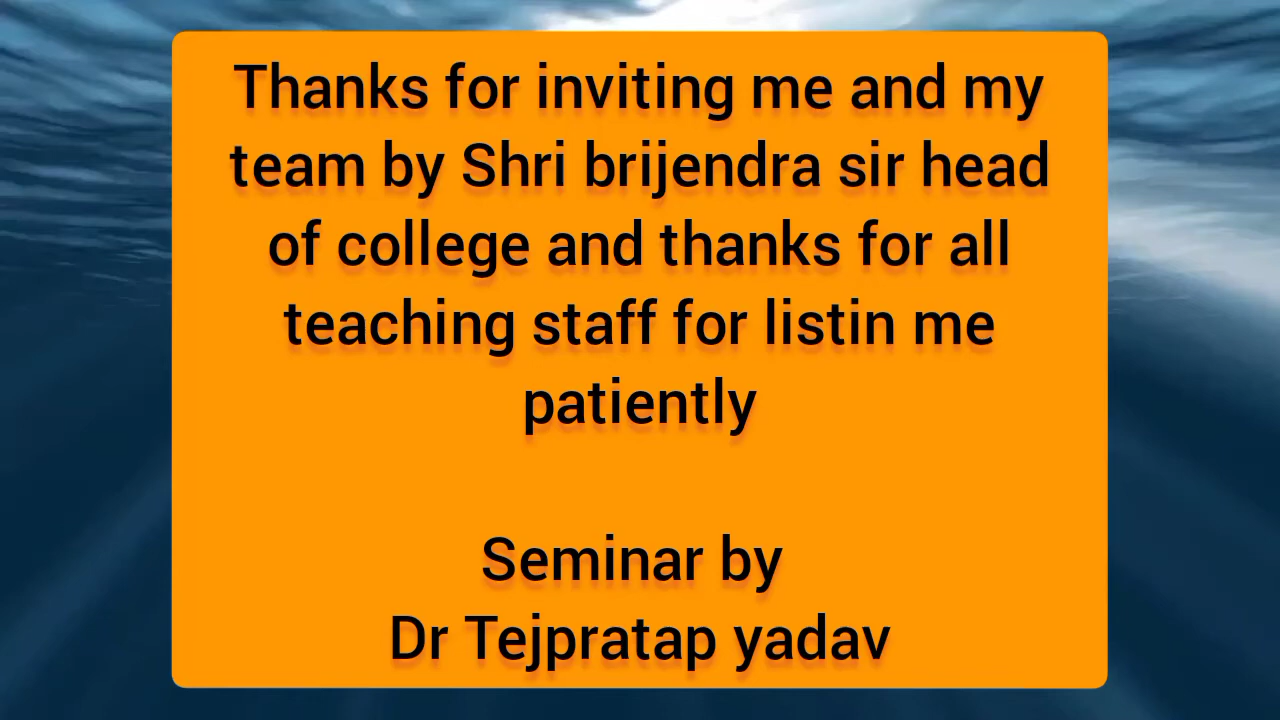 Thanks for inviting me and my
team by Shri brijendra sir head
of college and thanks for all
teaching staff for listin me
patiently
Seminar by
Dr Tejpratap yadav